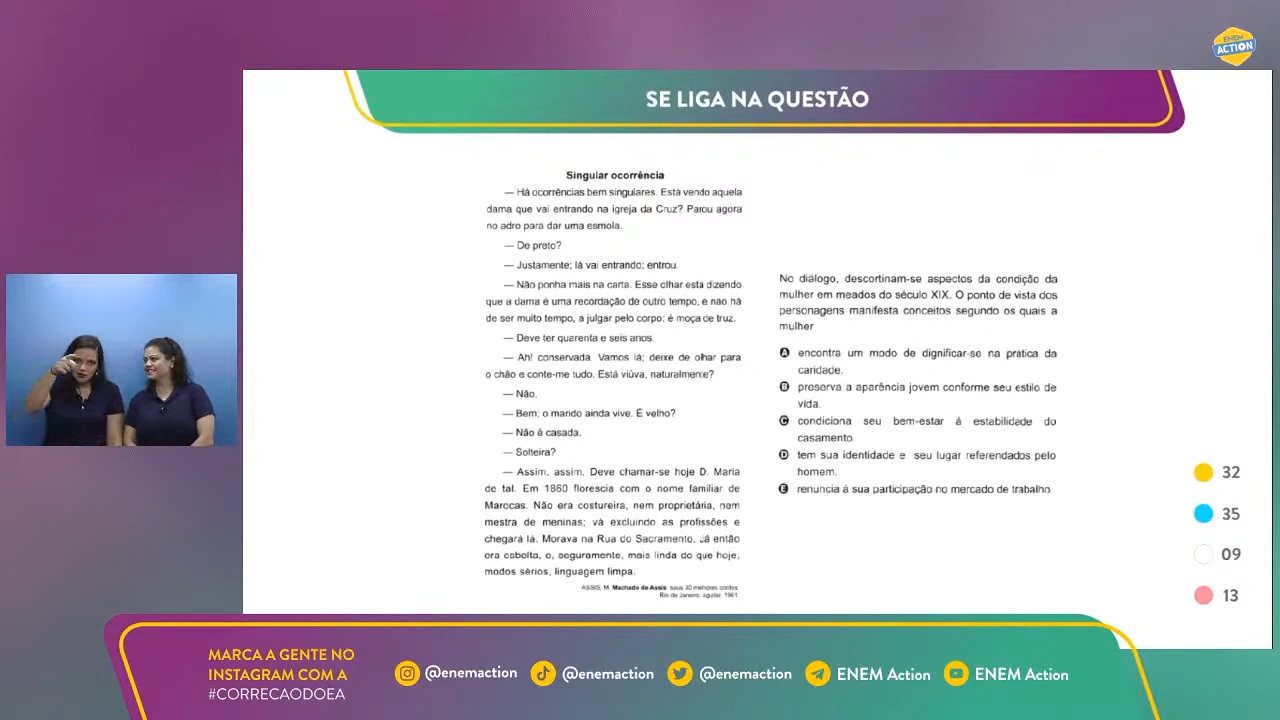 ENEM
ACTION
SE LIGA NA QUESTÃO
Singular ocorrência
— Há ocorrências bem singulares. Está vendo aquela
dama que vai entrando na igreja da Cruz? Parou agora
no adro para dar uma esmola.
— De preto?
— Justamente; lá vai entrando; entrou.
— Não ponha mais na carta. Esse olhar está dizendo
que a dama é uma recordação de outro tempo, e não há
de ser muito tempo, a julgar pelo corpo: é moça de truz.
— Deve ter quarenta e seis anos.
— Ah! conservada. Vamos lá; deixe de olhar para
o chão e conte-me tudo. Está viúva, naturalmente?
— Não.
— Bem; o marido ainda vive. É velho?
— Não é casada.
— Solteira?
— Assim, assim. Deve chamar-se hoje D. Maria
de tal. Em 1860 florescia com o nome familiar de
Marocas. Não era costureira, nem proprietária, nem
mestra de meninas; vá excluindo as profissões e
chegará lá. Morava na Rua do Sacramento. Já então
era esbelta, e, seguramente, mais linda do que hoje;
modos sérios, linguagem limpa.
ASSIS, M. Machado de Assis: seus 30 melhores contos.
Rio de Janeiro: Aguilar, 1961
No diálogo, descortinam-se aspectos da condição da
mulher em meados do século XIX. O ponto de vista dos
personagens manifesta conceitos segundo os quais a
mulher
A encontra um modo de dignificar-se na prática da
caridade.
B preserva a aparência jovem conforme seu estilo de
vida.
C condiciona seu bem-estar à estabilidade do
casamento.
D tem sua identidade e seu lugar referendados pelo
homem.
E renuncia à sua participação no mercado de trabalho.
32
35
09
13
MARCA A GENTE NO
INSTAGRAM COM A
#CORRECAODOEA
@enemaction
@enemaction
@enemaction
ENEM Action
ENEM Action